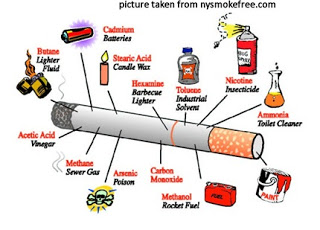 picture taken from nysmokefree.com
Cadmium
Batteries
Butane
Lighter
Fluid
Stearic Acid
Candle Wax
Hexamine
Barbecue
Lighter
Toluene
Industrial
Solvent
BUG
SPRAY
Nicotine
Insecticide
Ammonia
Toilet Cleaner
Acetic Acid
Vinegar
Methane
Sewer Gas
Arsenic
Poison
Carbon
Monoxide
Methanol
Rocket Fuel
FUEL
PAINT